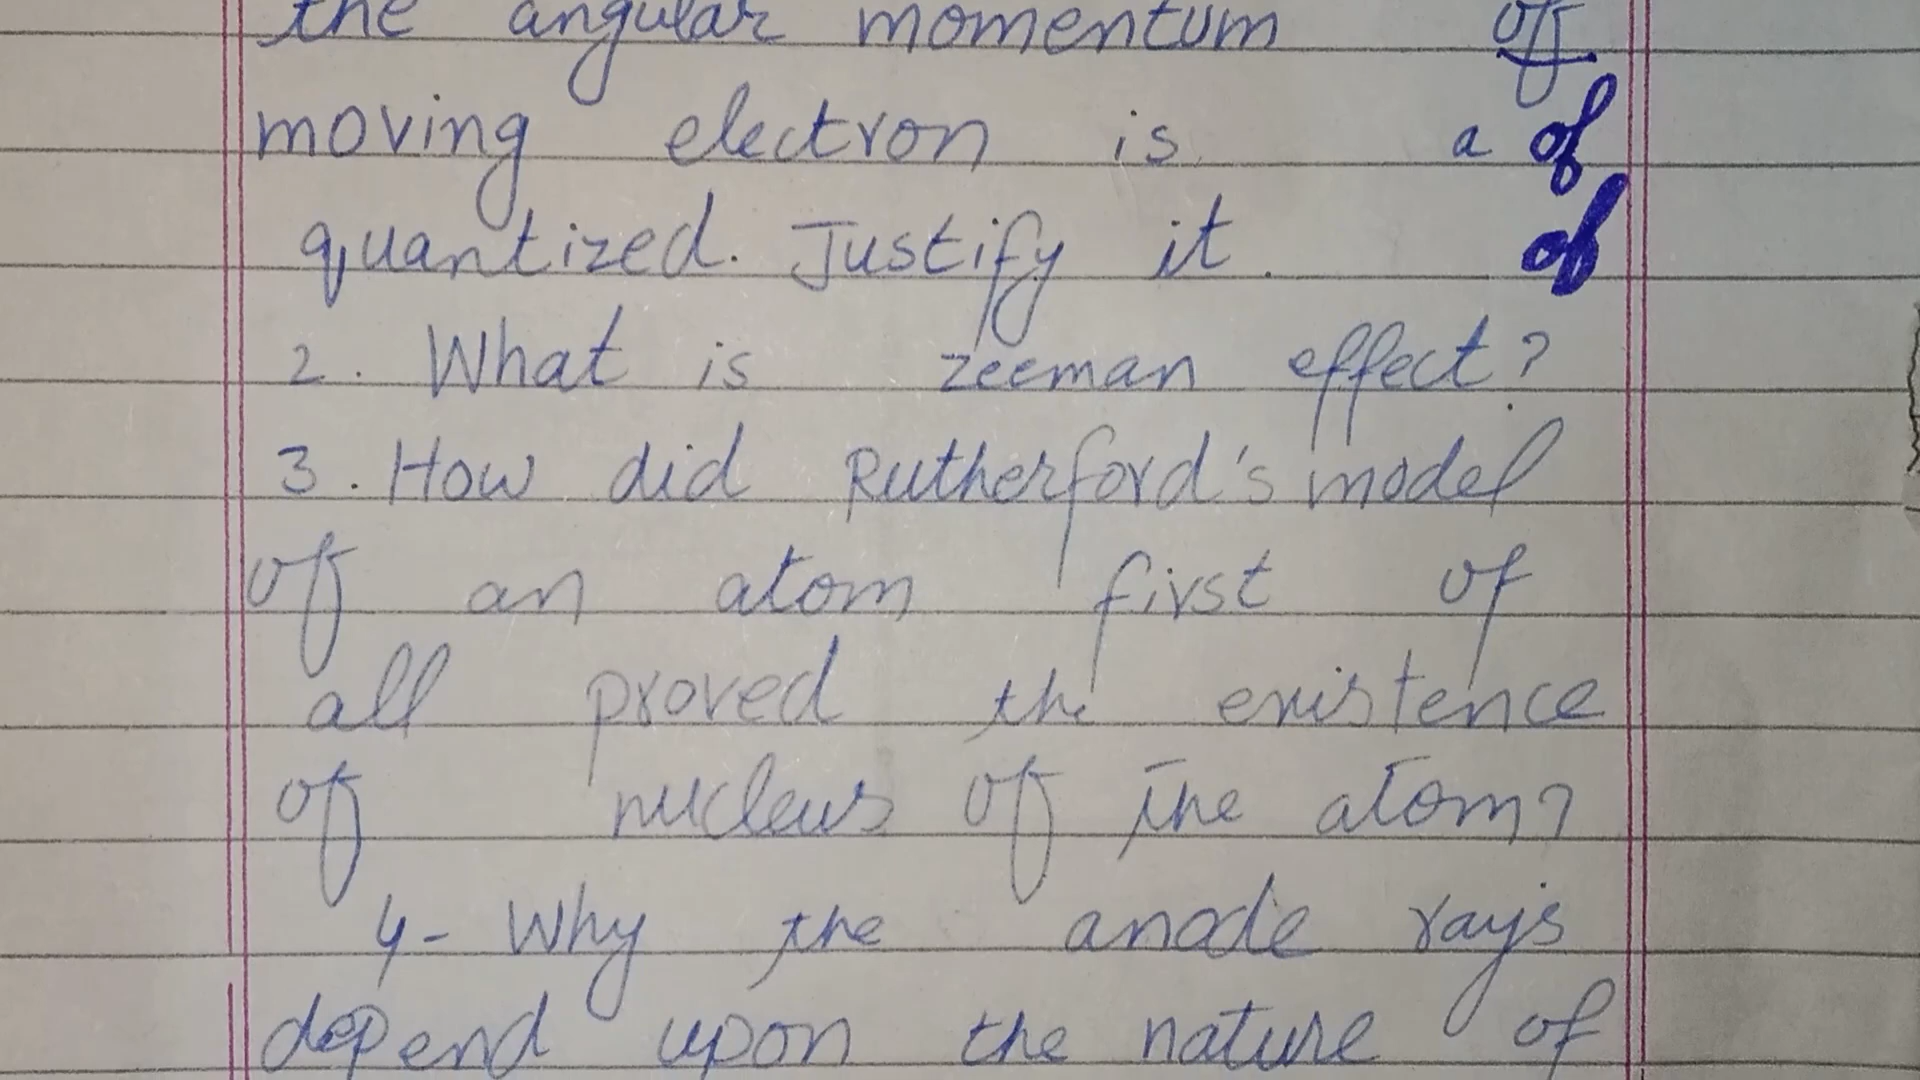 the angular momentum of
moving electron is a of
quantized. Justify it. of
2. What is zeeman effect?
3. How did Rutherford's model
of an atom first of
all proved the existence
of nucleus of the atom?
4- Why the anode rays
depend upon the nature of